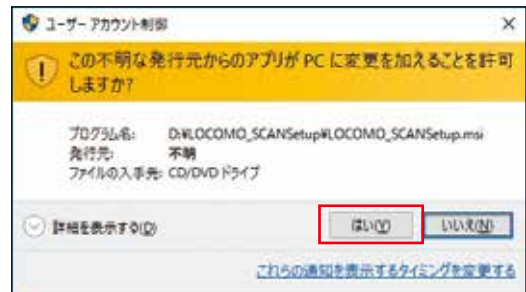 ユーザー アカウント制御
この不明な発行元からのアプリが PC に変更を加えることを許可
しますか?
プログラム名: D:¥LOCOMO_SCANSetup¥LOCOMO_SCANSetup.msi
発行元: 不明
ファイルの入手先: CD/DVD ドライブ
詳細を表示する(D)
はい(Y)
いいえ(N)
これらの通知を表示するタイミングを変更する